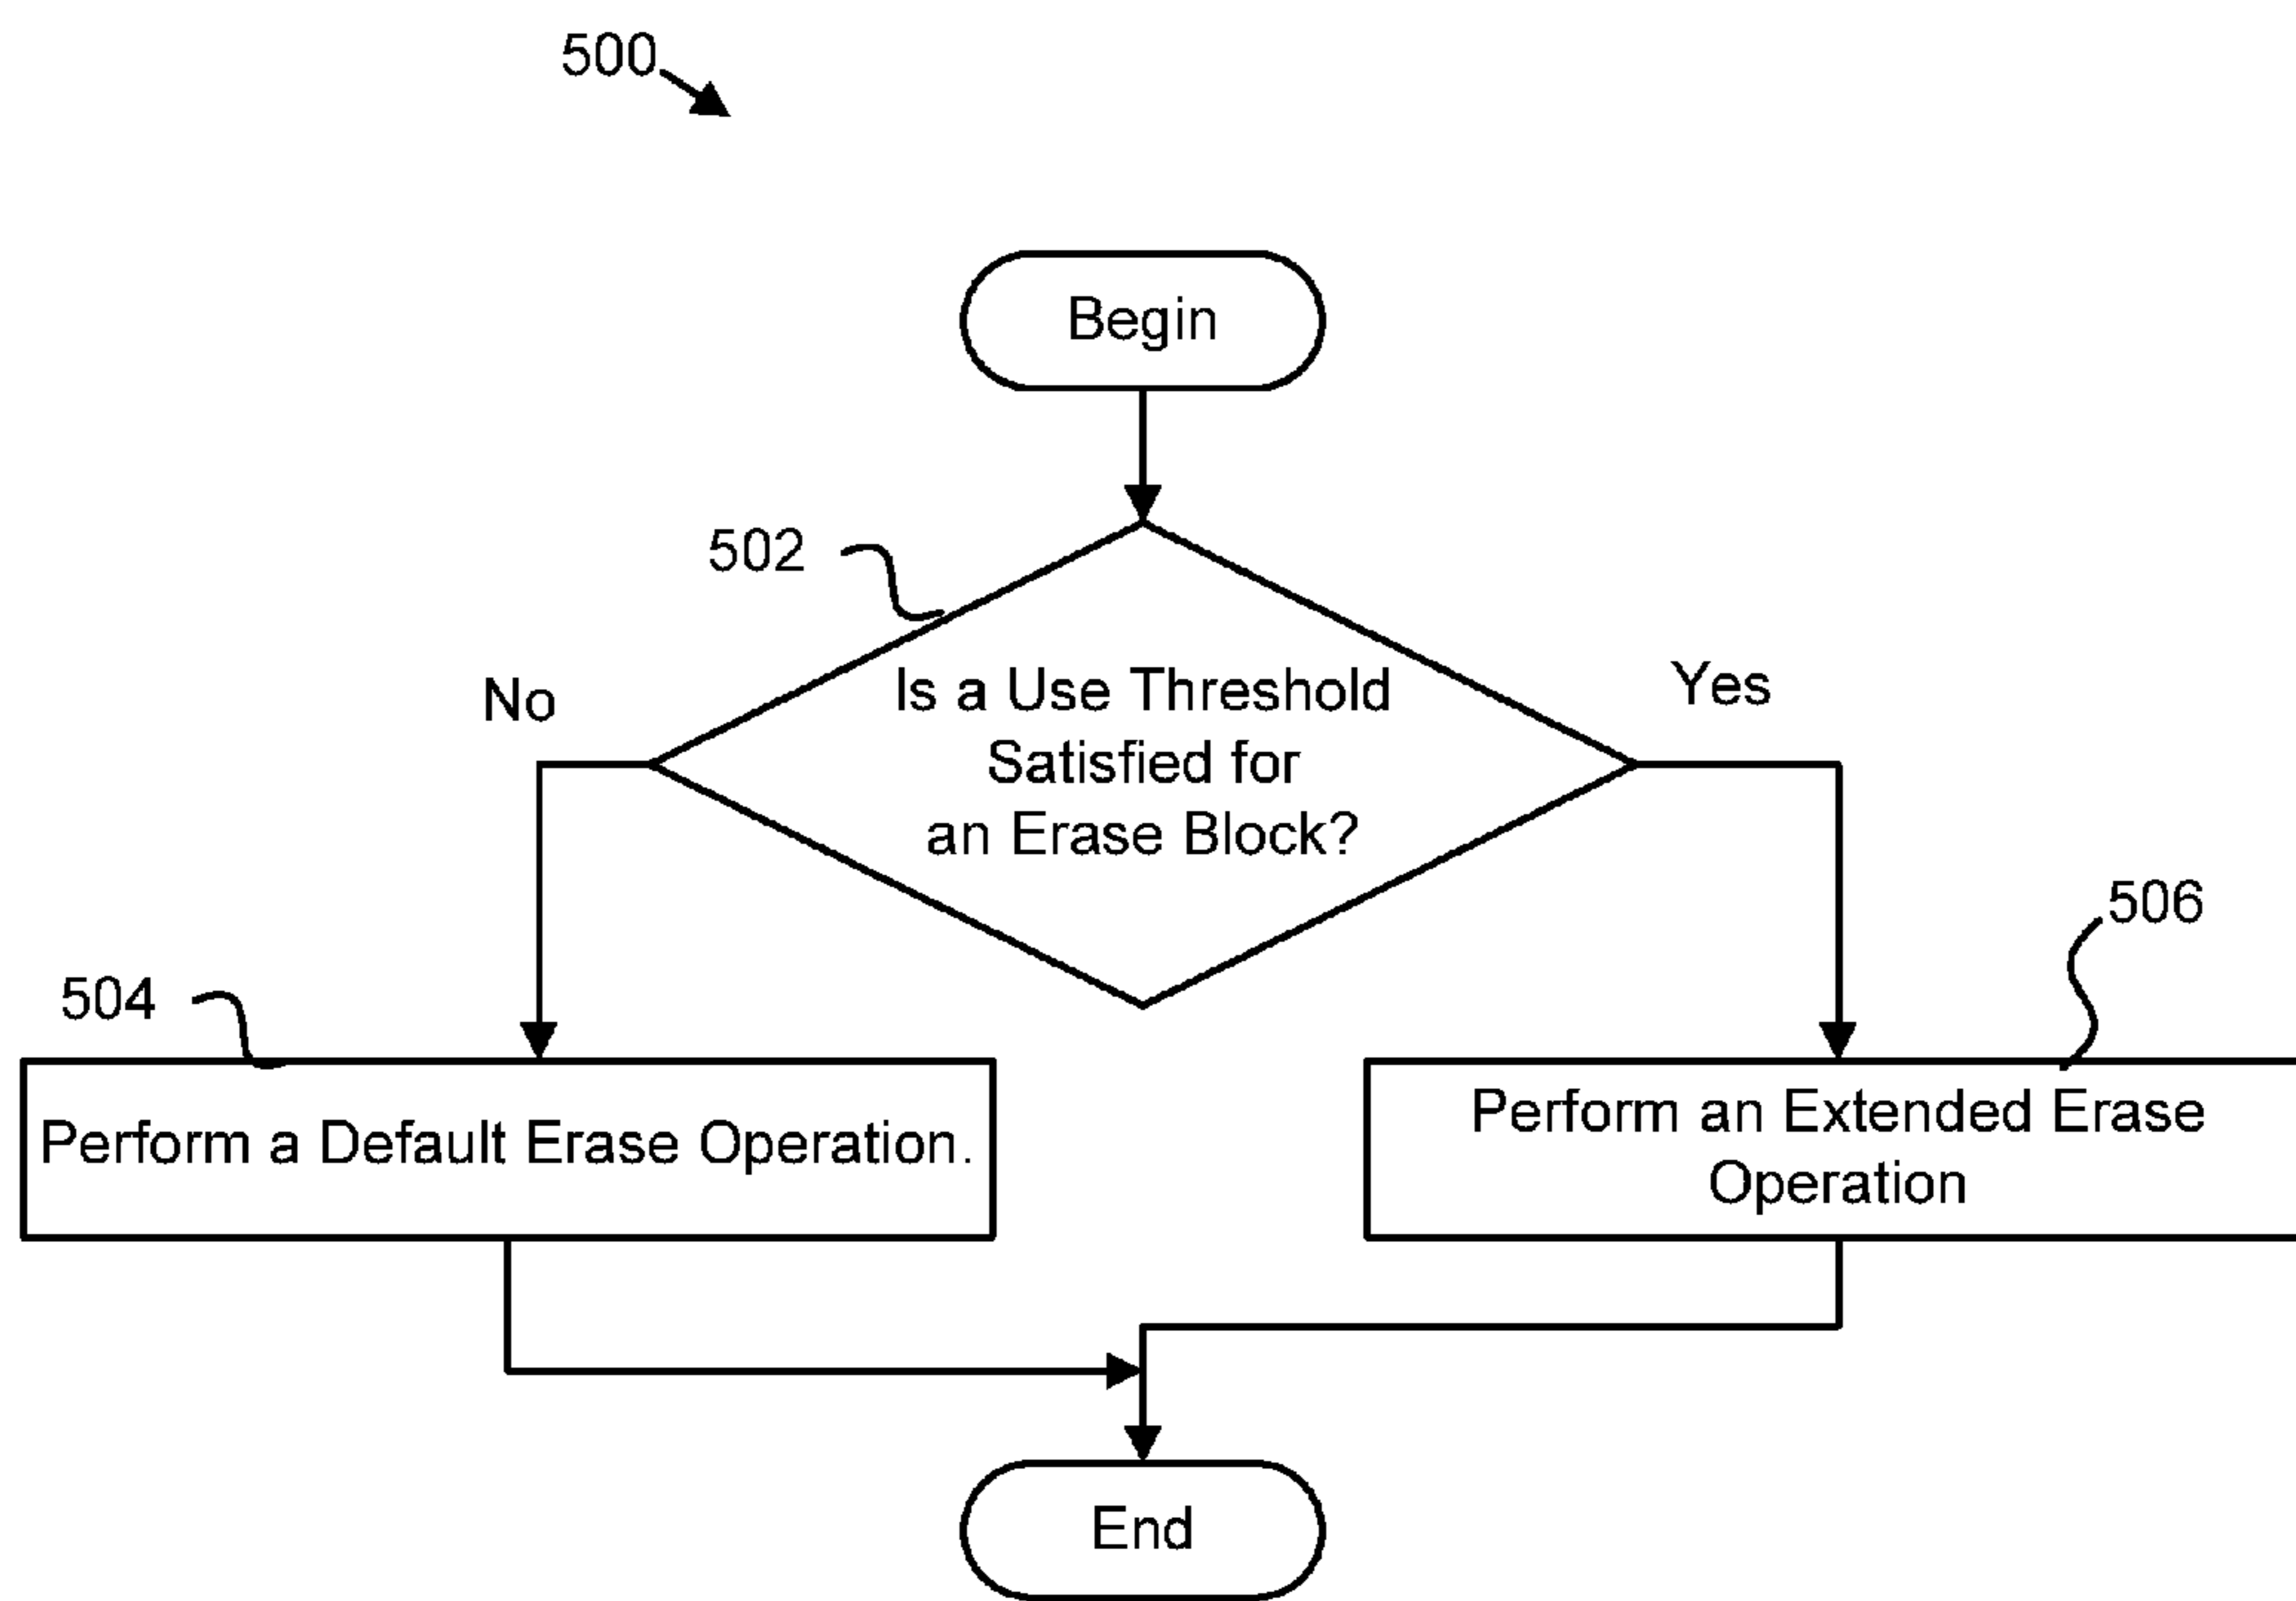 500
Begin
502
No
Is a Use Threshold
Satisfied for
an Erase Block?
Yes
506
504
Perform a Default Erase Operation.
Perform an Extended Erase
Operation
End